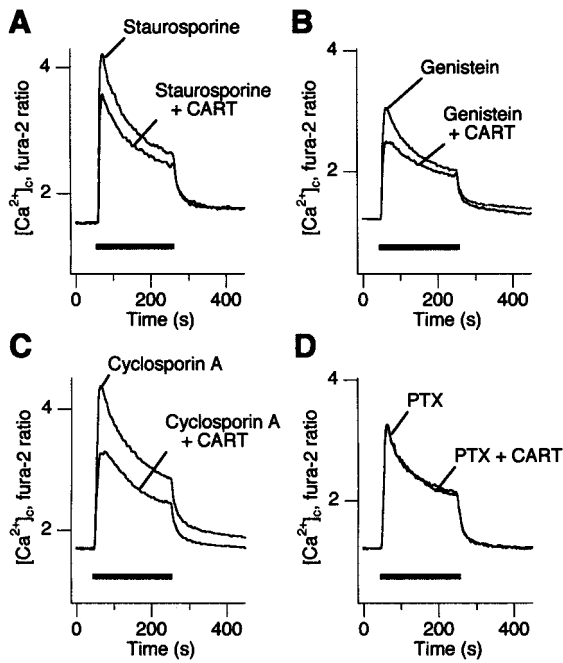 A
Staurosporine
Staurosporine
+ CART
[Ca²⁺]c, fura-2 ratio
4
2
0
200
400
Time (s)
B
Genistein
Genistein
+ CART
[Ca²⁺]c, fura-2 ratio
4
2
0
200
400
Time (s)
C
Cyclosporin A
Cyclosporin A
+ CART
[Ca²⁺]c, fura-2 ratio
4
2
0
200
400
Time (s)
D
PTX
PTX + CART
[Ca²⁺]c, fura-2 ratio
4
2
0
200
400
Time (s)